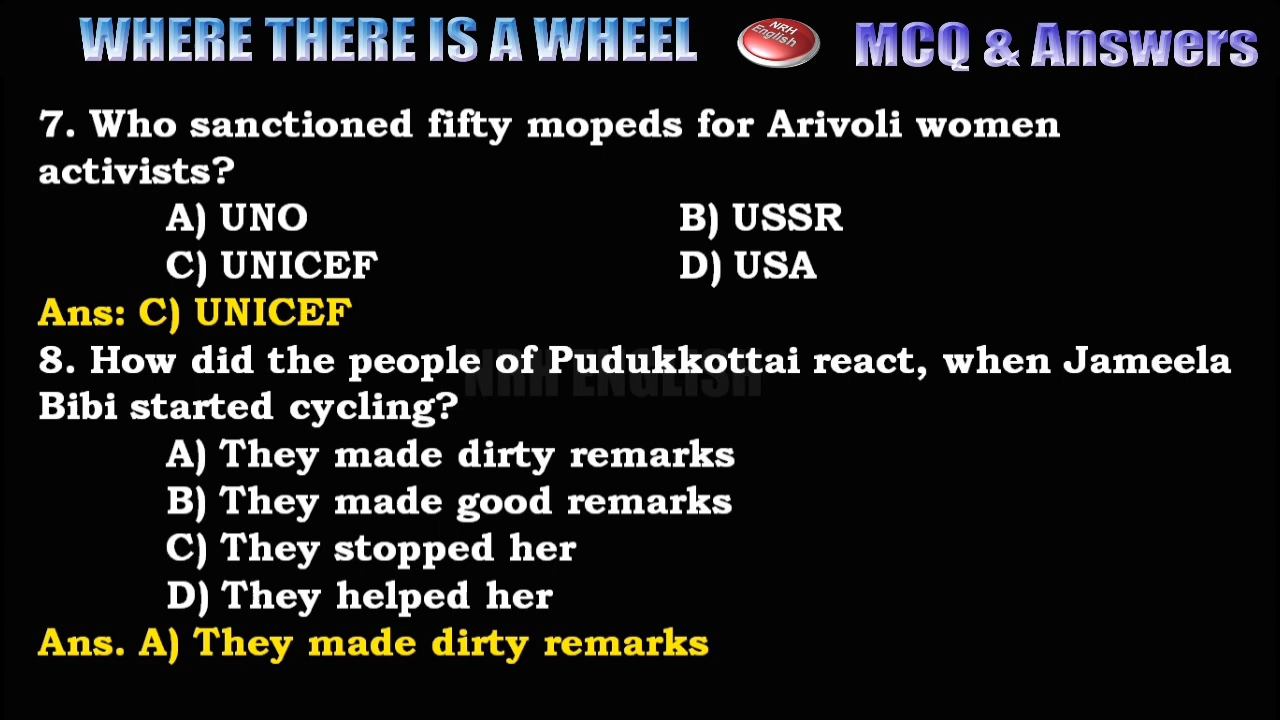 WHERE THERE IS A WHEEL
NRH English
MCQ & Answers
7. Who sanctioned fifty mopeds for Arivoli women
activists?
A) UNO B) USSR
C) UNICEF D) USA
Ans: C) UNICEF
8. How did the people of Pudukkottai react, when Jameela
Bibi started cycling?
NRH ENGLISH
A) They made dirty remarks
B) They made good remarks
C) They stopped her
D) They helped her
Ans. A) They made dirty remarks